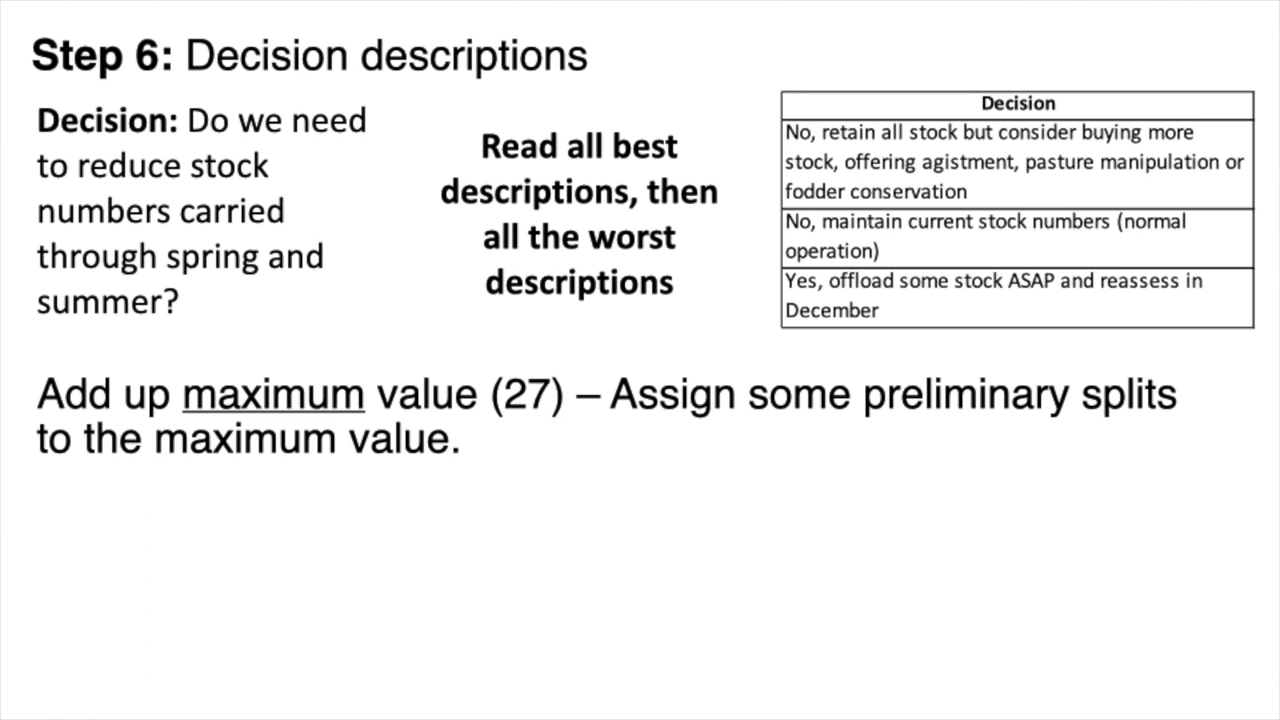 Step 6: Decision descriptions
Decision: Do we need
to reduce stock
numbers carried
through spring and
summer?
Read all best
descriptions, then
all the worst
descriptions
Decision
No, retain all stock but consider buying more
stock, offering agistment, pasture manipulation or
fodder conservation
No, maintain current stock numbers (normal
operation)
Yes, offload some stock ASAP and reassess in
December
Add up maximum value (27) – Assign some preliminary splits
to the maximum value.